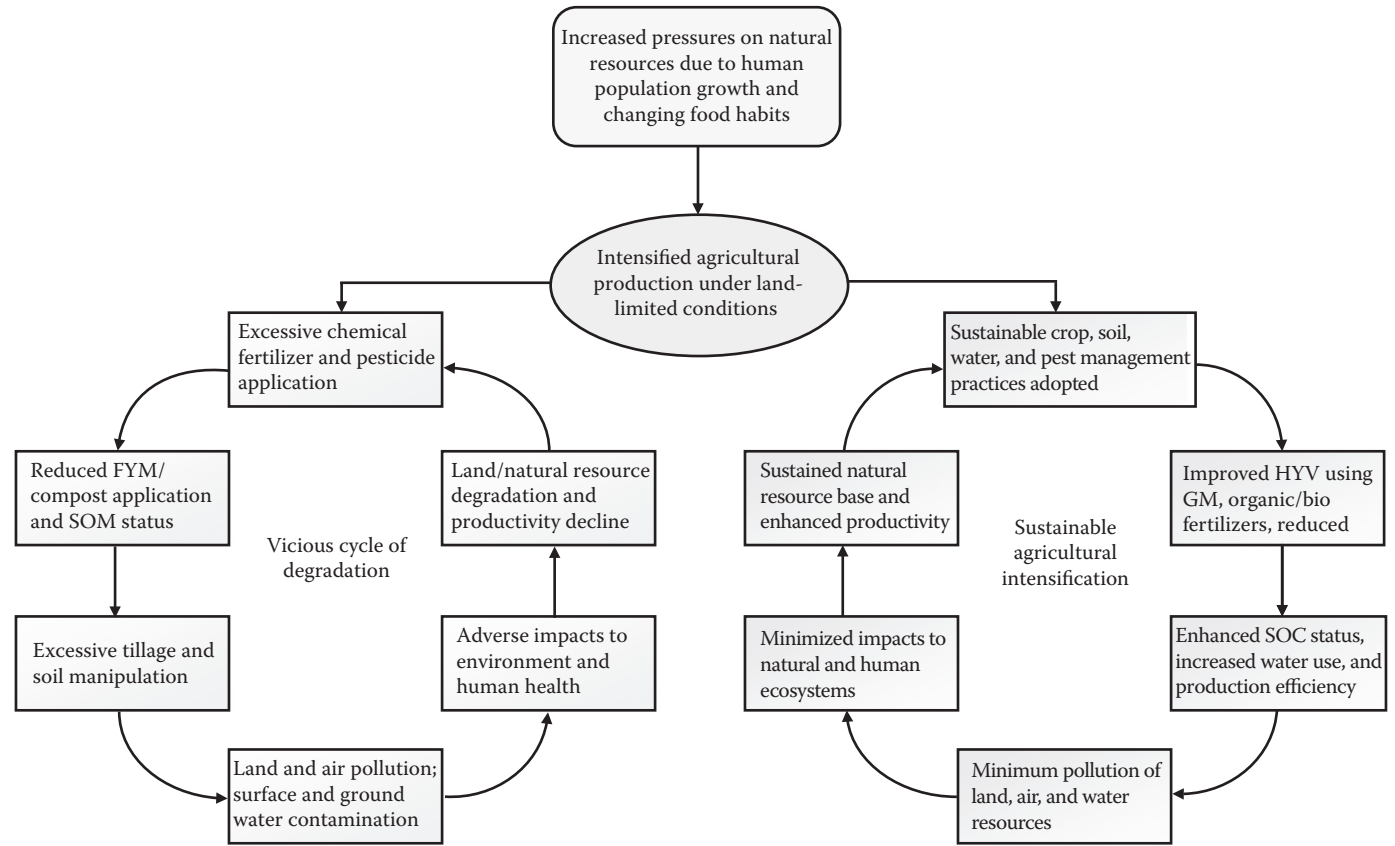 Increased pressures on natural
resources due to human
population growth and
changing food habits
Intensified agricultural
production under land-
limited conditions
Excessive chemical
fertilizer and pesticide
application
Reduced FYM/
compost application
and SOM status
Excessive tillage and
soil manipulation
Land and air pollution;
surface and ground
water contamination
Adverse impacts to
environment and
human health
Land/natural resource
degradation and
productivity decline
Vicious cycle of
degradation
Sustainable crop, soil,
water, and pest management
practices adopted
Improved HYV using
GM, organic/bio
fertilizers, reduced
Enhanced SOC status,
increased water use, and
production efficiency
Minimum pollution of
land, air, and water
resources
Minimized impacts to
natural and human
ecosystems
Sustained natural
resource base and
enhanced productivity
Sustainable
agricultural
intensification